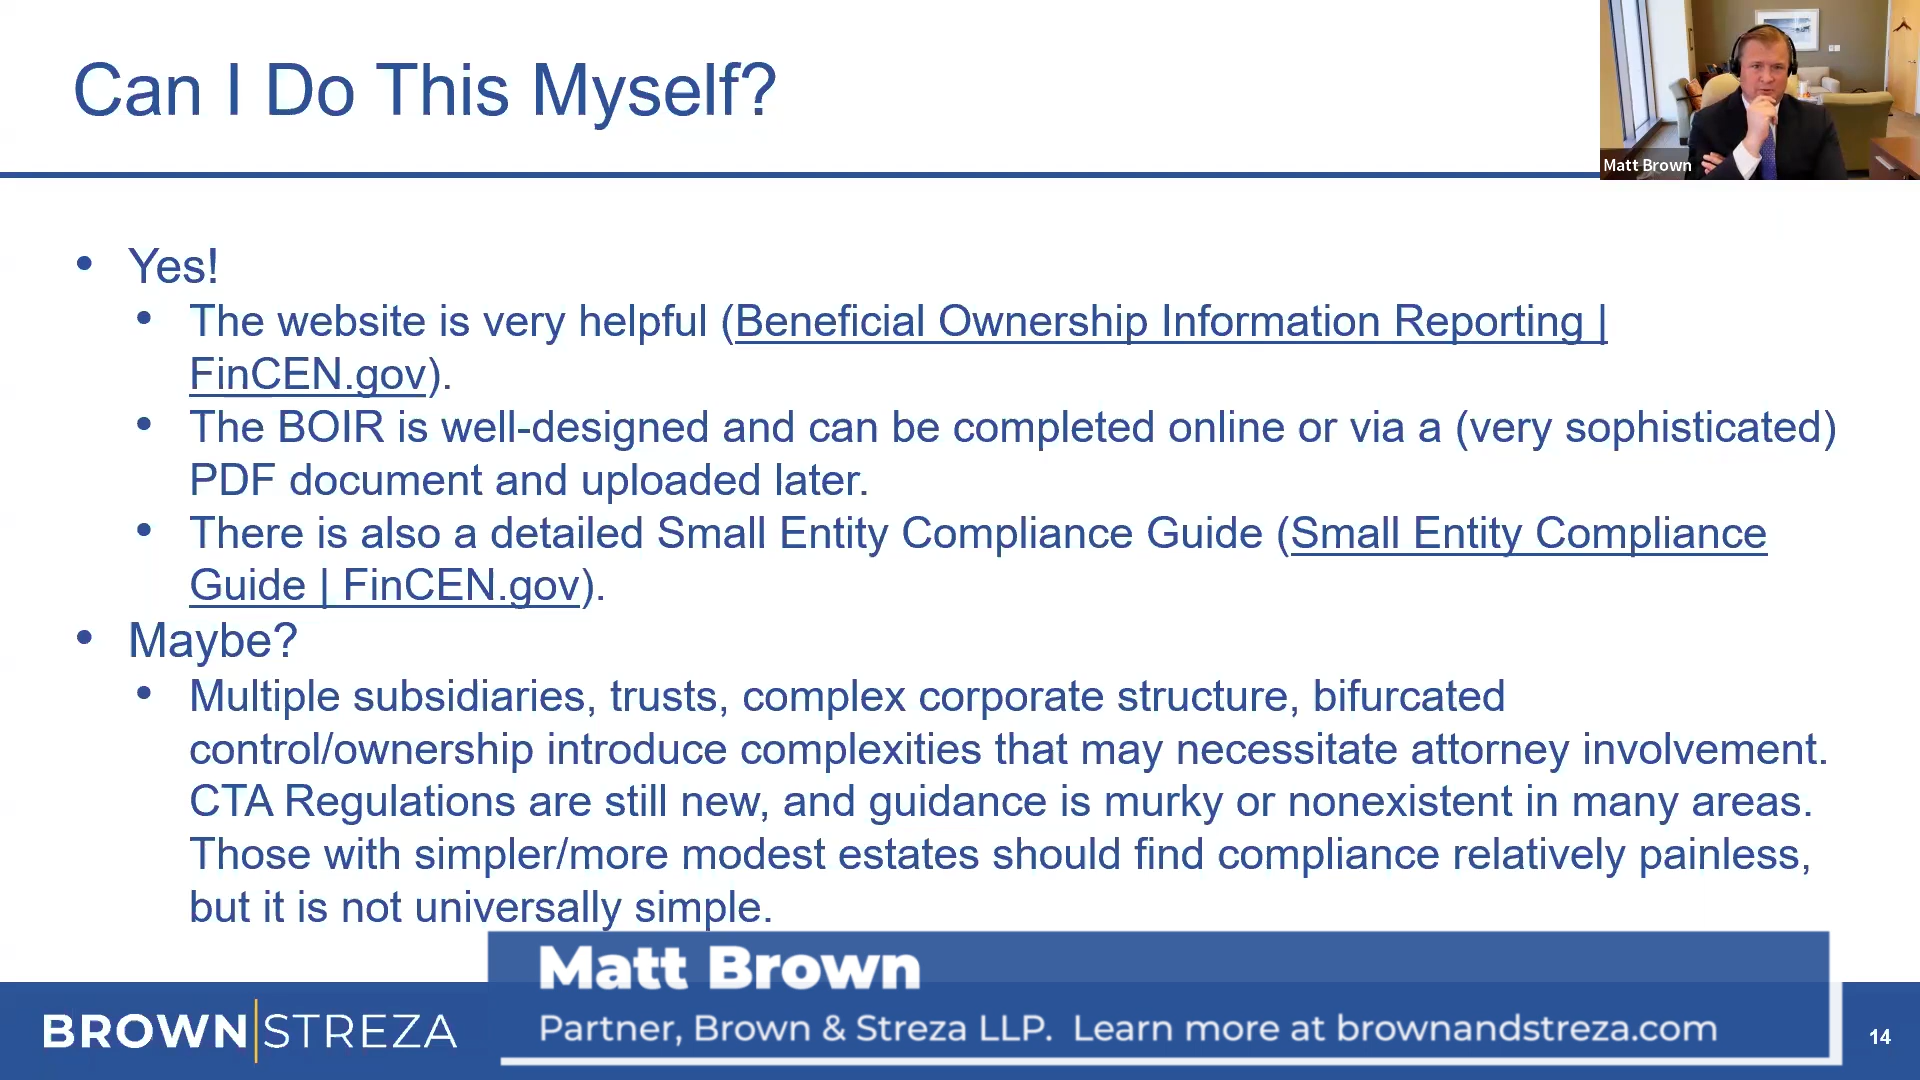 Can I Do This Myself?
Matt Brown
• Yes!
• The website is very helpful (Beneficial Ownership Information Reporting |
FinCEN.gov).
• The BOIR is well-designed and can be completed online or via a (very sophisticated)
PDF document and uploaded later.
• There is also a detailed Small Entity Compliance Guide (Small Entity Compliance
Guide | FinCEN.gov).
• Maybe?
• Multiple subsidiaries, trusts, complex corporate structure, bifurcated
control/ownership introduce complexities that may necessitate attorney involvement.
CTA Regulations are still new, and guidance is murky or nonexistent in many areas.
Those with simpler/more modest estates should find compliance relatively painless,
but it is not universally simple.
Matt Brown
Partner, Brown & Streza LLP. Learn more at brownandstreza.com
BROWN|STREZA
14